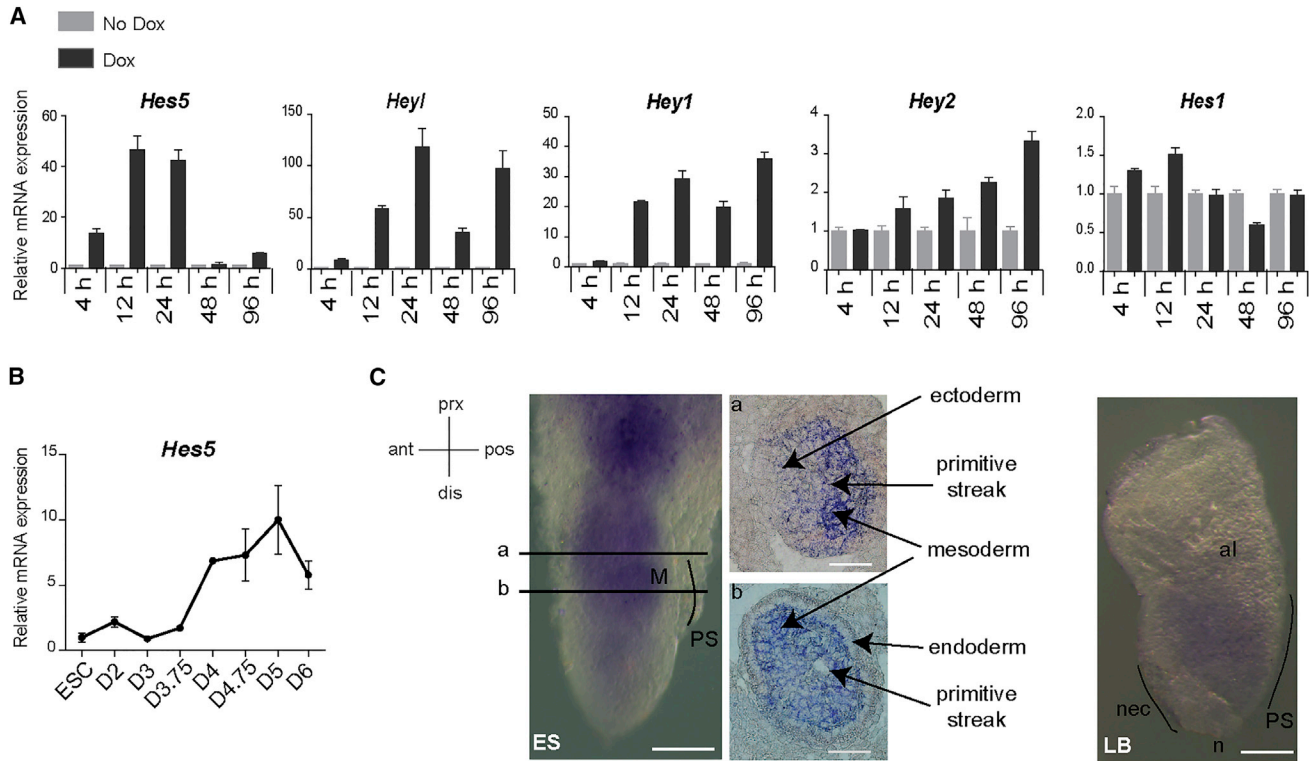 A
No Dox
Dox
Relative mRNA expression
Hes5
60
40
20
0
4 h
12 h
24 h
48 h
96 h
Heyl
150
100
50
0
4 h
12 h
24 h
48 h
96 h
Hey1
50
40
30
20
10
0
4 h
12 h
24 h
48 h
96 h
Hey2
4
3
2
1
0
4 h
12 h
24 h
48 h
96 h
Hes1
2.0
1.5
1.0
0.5
0.0
4 h
12 h
24 h
48 h
96 h
B
Hes5
Relative mRNA expression
15
10
5
0
ESC
D2
D3
D3.75
D4
D4.75
D5
D6
C
prx
ant
pos
dis
a
b
M
PS
ES
a
b
ectoderm
primitive
streak
mesoderm
endoderm
primitive
streak
al
nec
PS
n
LB